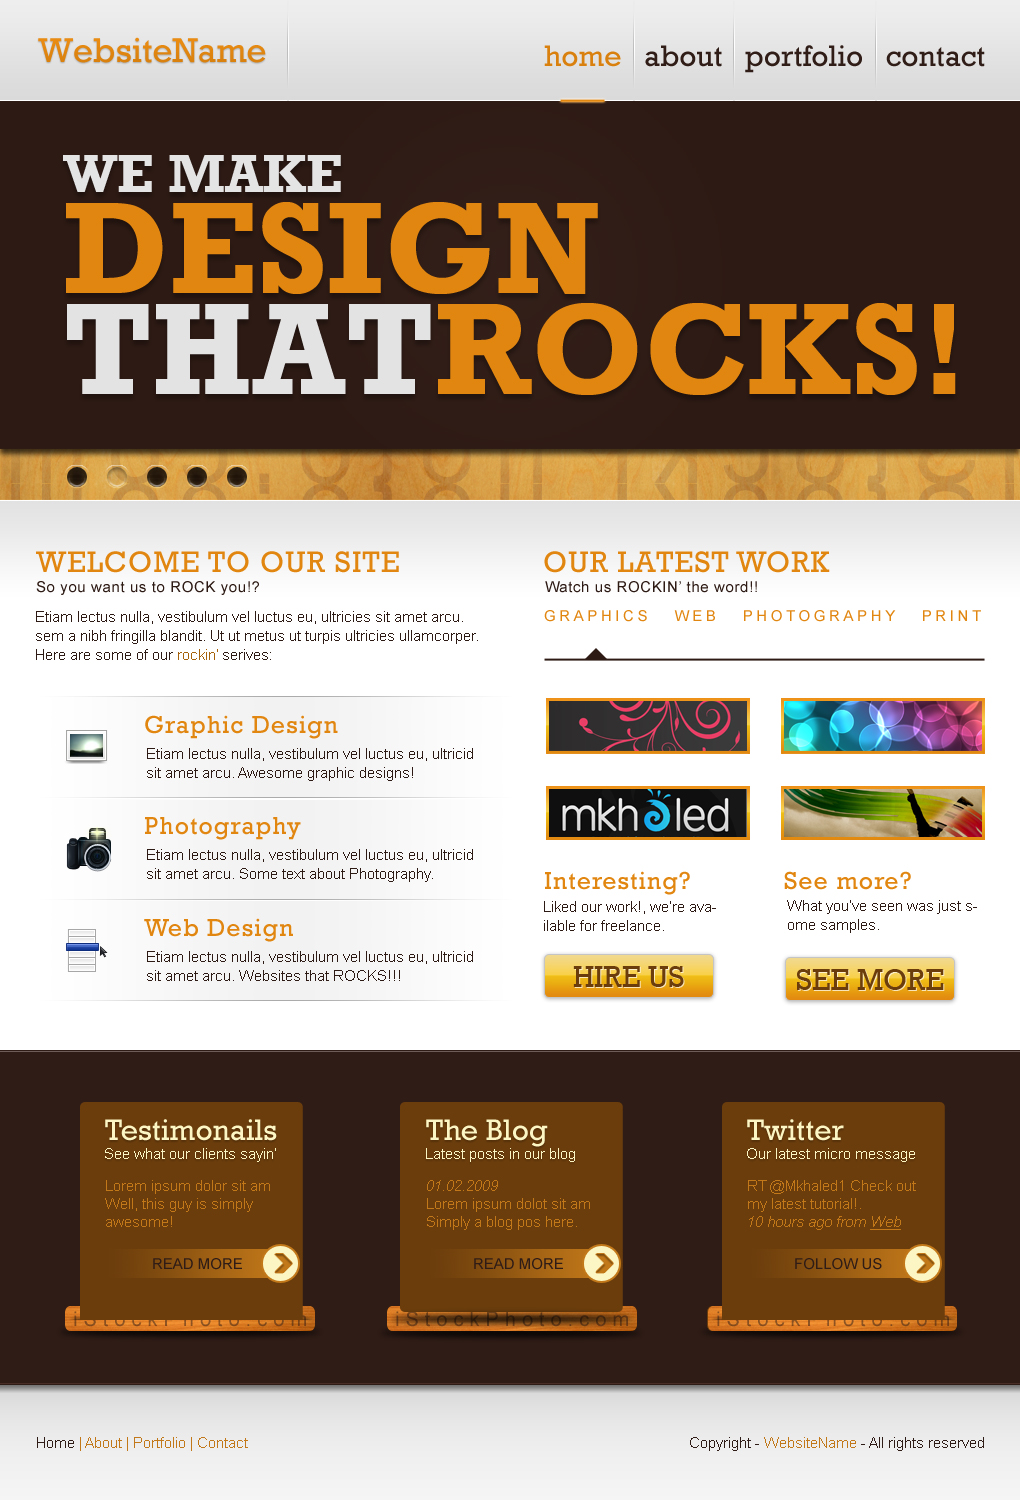 WebsiteName
home about portfolio contact
WE MAKE
DESIGN
THAT ROCKS!
WELCOME TO OUR SITE
So you want us to ROCK you!?
Etiam lectus nulla, vestibulum vel luctus eu, ultricies sit amet arcu.
sem a nibh fringilla blandit. Ut ut metus ut turpis ultricies ullamcorper.
Here are some of our rockin' serives:
Graphic Design
Etiam lectus nulla, vestibulum vel luctus eu, ultricid
sit amet arcu. Awesome graphic designs!
Photography
Etiam lectus nulla, vestibulum vel luctus eu, ultricid
sit amet arcu. Some text about Photography.
Web Design
Etiam lectus nulla, vestibulum vel luctus eu, ultricid
sit amet arcu. Websites that ROCKS!!!
OUR LATEST WORK
Watch us ROCKIN' the word!!
GRAPHICS WEB PHOTOGRAPHY PRINT
mkhaled
Interesting?
Liked our work!, we're ava-
ilable for freelance.
HIRE US
See more?
What you've seen was just s-
ome samples.
SEE MORE
Testimonails
See what our clients sayin'
Lorem ipsum dolor sit am
Well, this guy is simply
awesome!
READ MORE
iStockPhoto.com
The Blog
Latest posts in our blog
01.02.2009
Lorem ipsum dolot sit am
Simply a blog pos here.
READ MORE
iStockPhoto.com
Twitter
Our latest micro message
RT @Mkhaled1 Check out
my latest tutorial!.
10 hours ago from Web
FOLLOW US
iStockPhoto.com
Home | About | Portfolio | Contact
Copyright - WebsiteName - All rights reserved